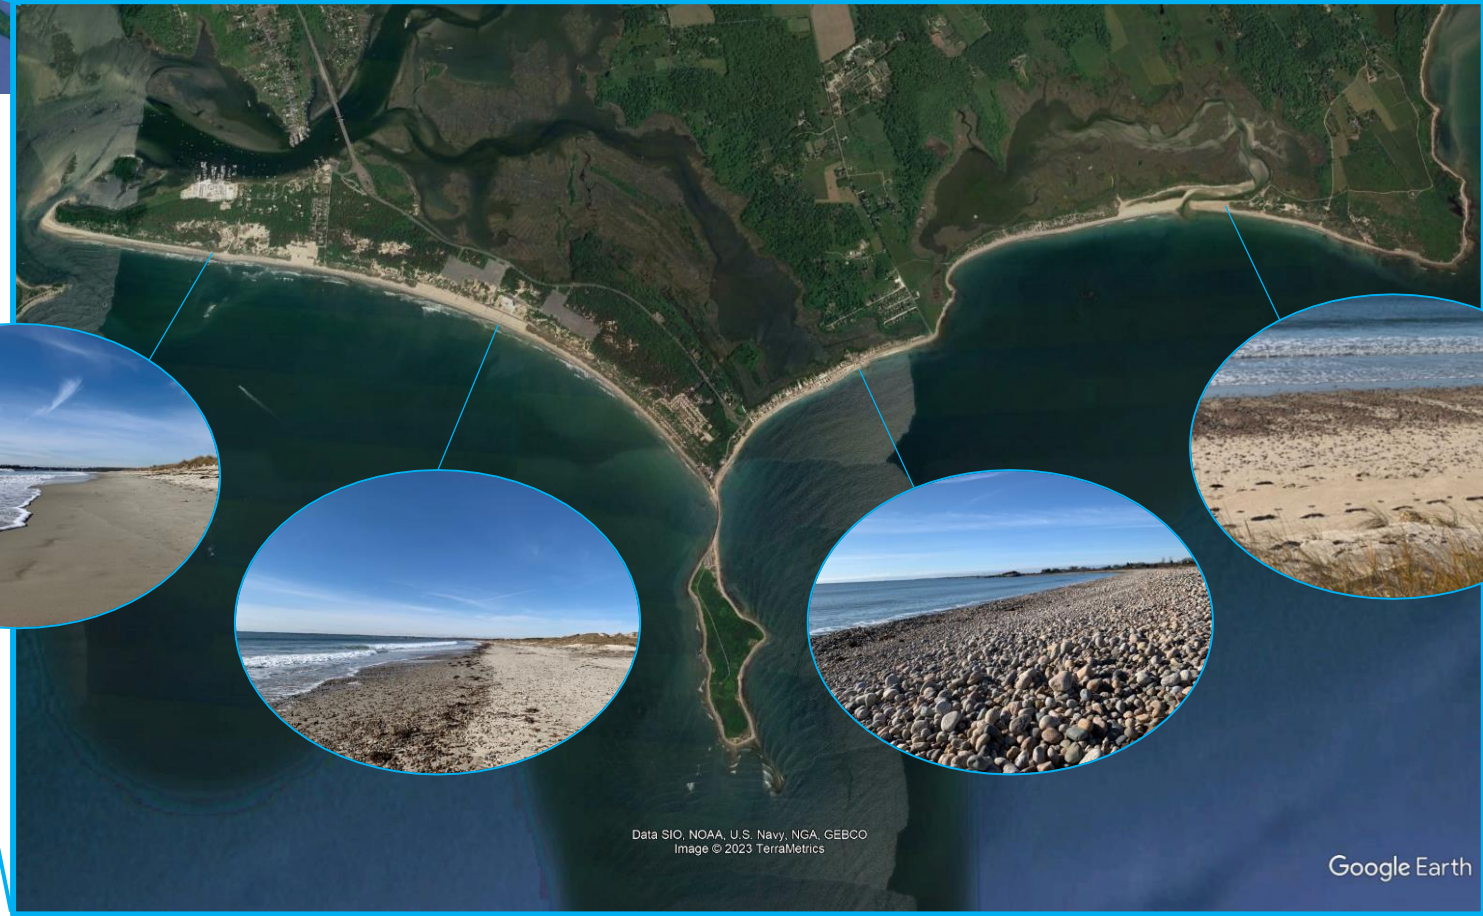 Data SIO, NOAA, U.S. Navy, NGA, GEBCO
Image © 2023 TerraMetrics
Google Earth